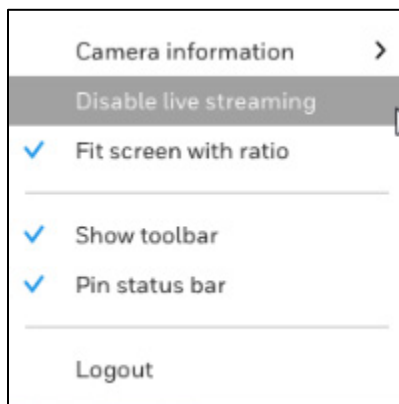 Camera information
Disable live streaming
Fit screen with ratio
Show toolbar
Pin status bar
Logout